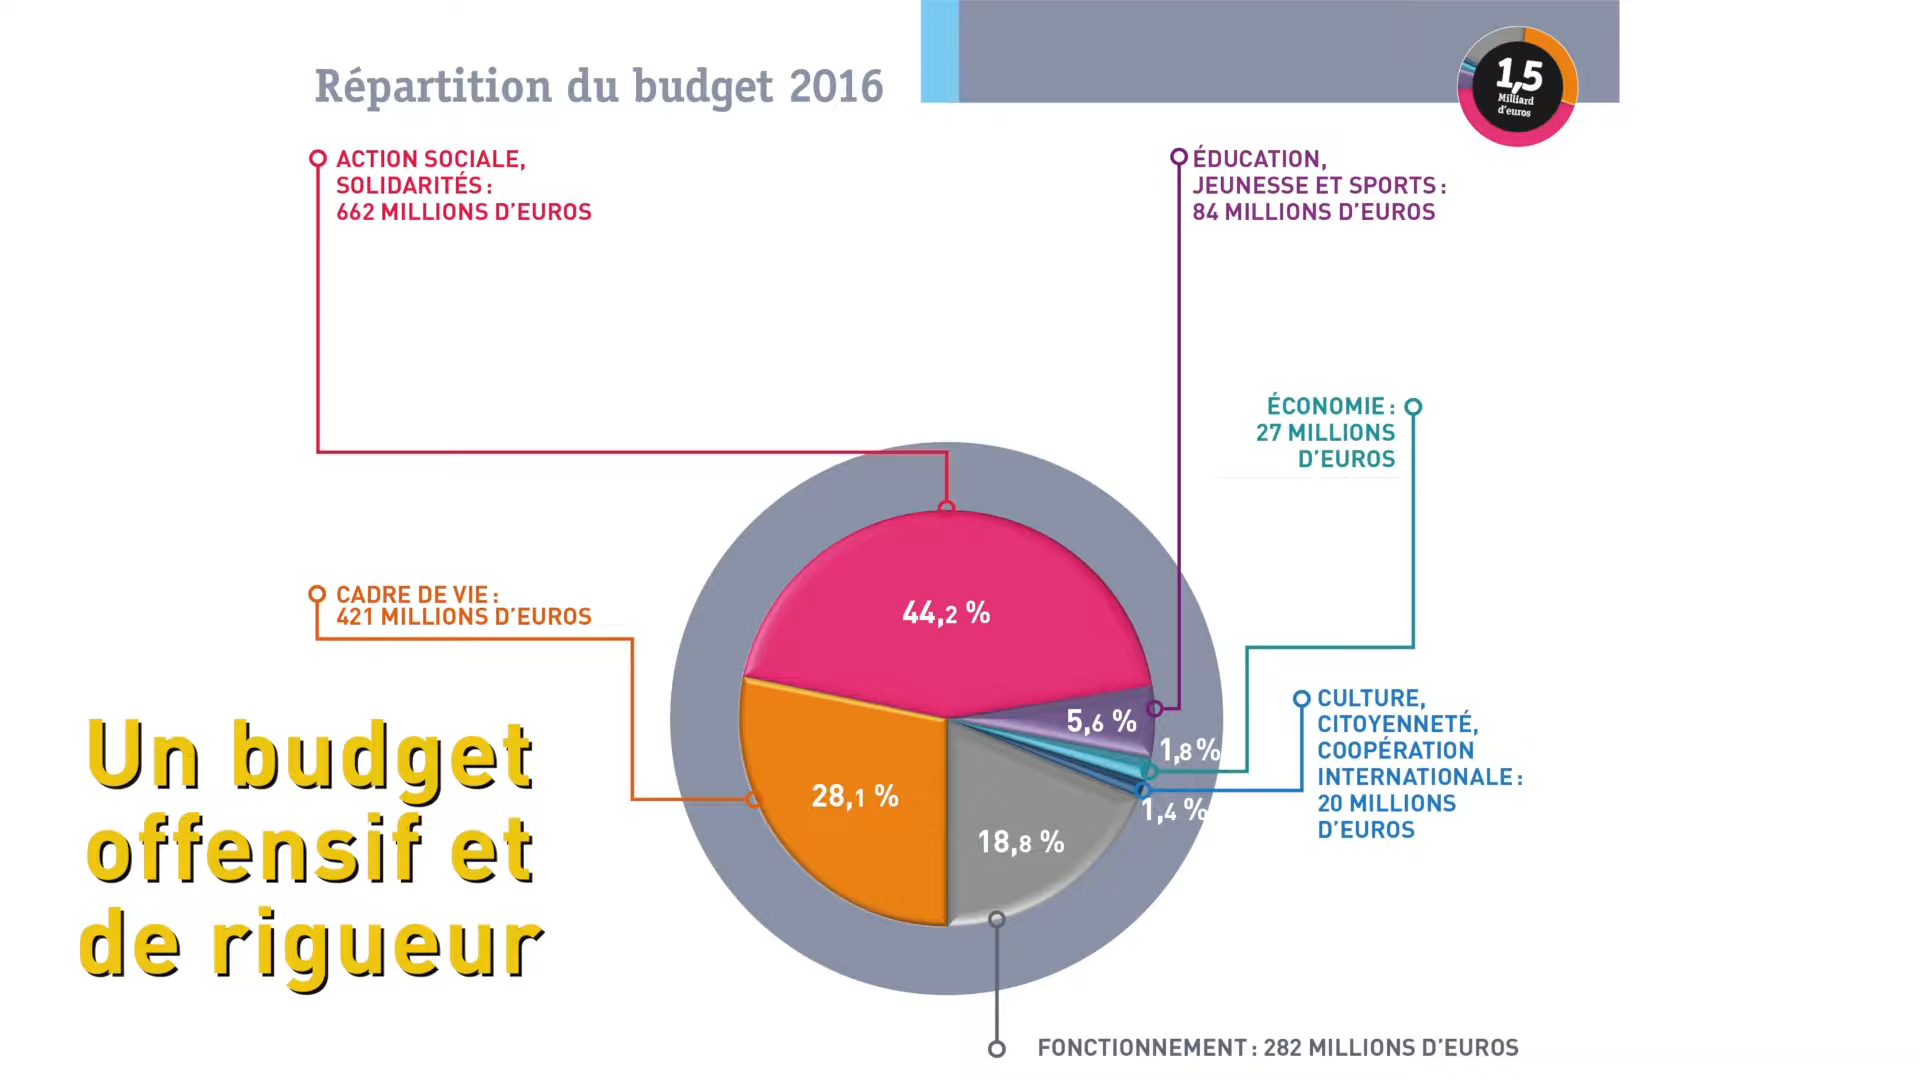 Répartition du budget 2016
1,5
Milliard
d'euros
ACTION SOCIALE,
SOLIDARITÉS :
662 MILLIONS D'EUROS
ÉDUCATION,
JEUNESSE ET SPORTS :
84 MILLIONS D'EUROS
ÉCONOMIE :
27 MILLIONS
D'EUROS
CADRE DE VIE :
421 MILLIONS D'EUROS
44,2 %
5,6 %
1,8 %
1,4 %
28,1 %
18,8 %
CULTURE,
CITOYENNETÉ,
COOPÉRATION
INTERNATIONALE :
20 MILLIONS
D'EUROS
Un budget
offensif et
de rigueur
FONCTIONNEMENT : 282 MILLIONS D'EUROS